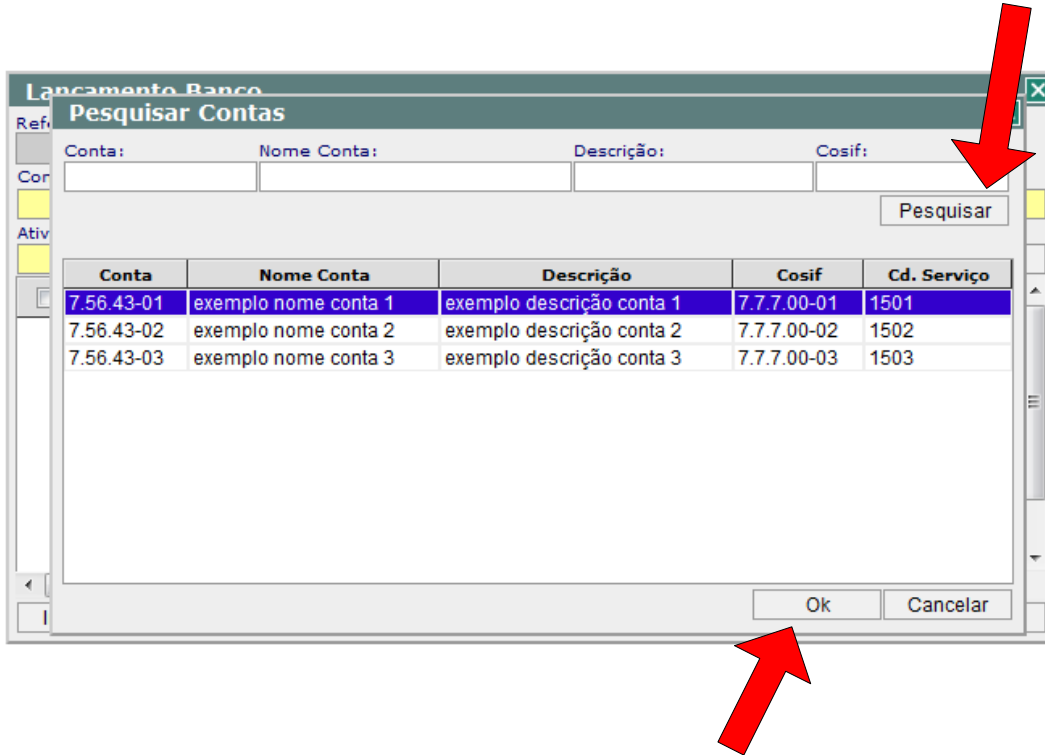 Lançamento Banco
Pesquisar Contas
Conta: Nome Conta: Descrição: Cosif:
Pesquisar
Conta Nome Conta Descrição Cosif Cd. Serviço
7.56.43-01 exemplo nome conta 1 exemplo descrição conta 1 7.7.7.00-01 1501
7.56.43-02 exemplo nome conta 2 exemplo descrição conta 2 7.7.7.00-02 1502
7.56.43-03 exemplo nome conta 3 exemplo descrição conta 3 7.7.7.00-03 1503
Ok Cancelar